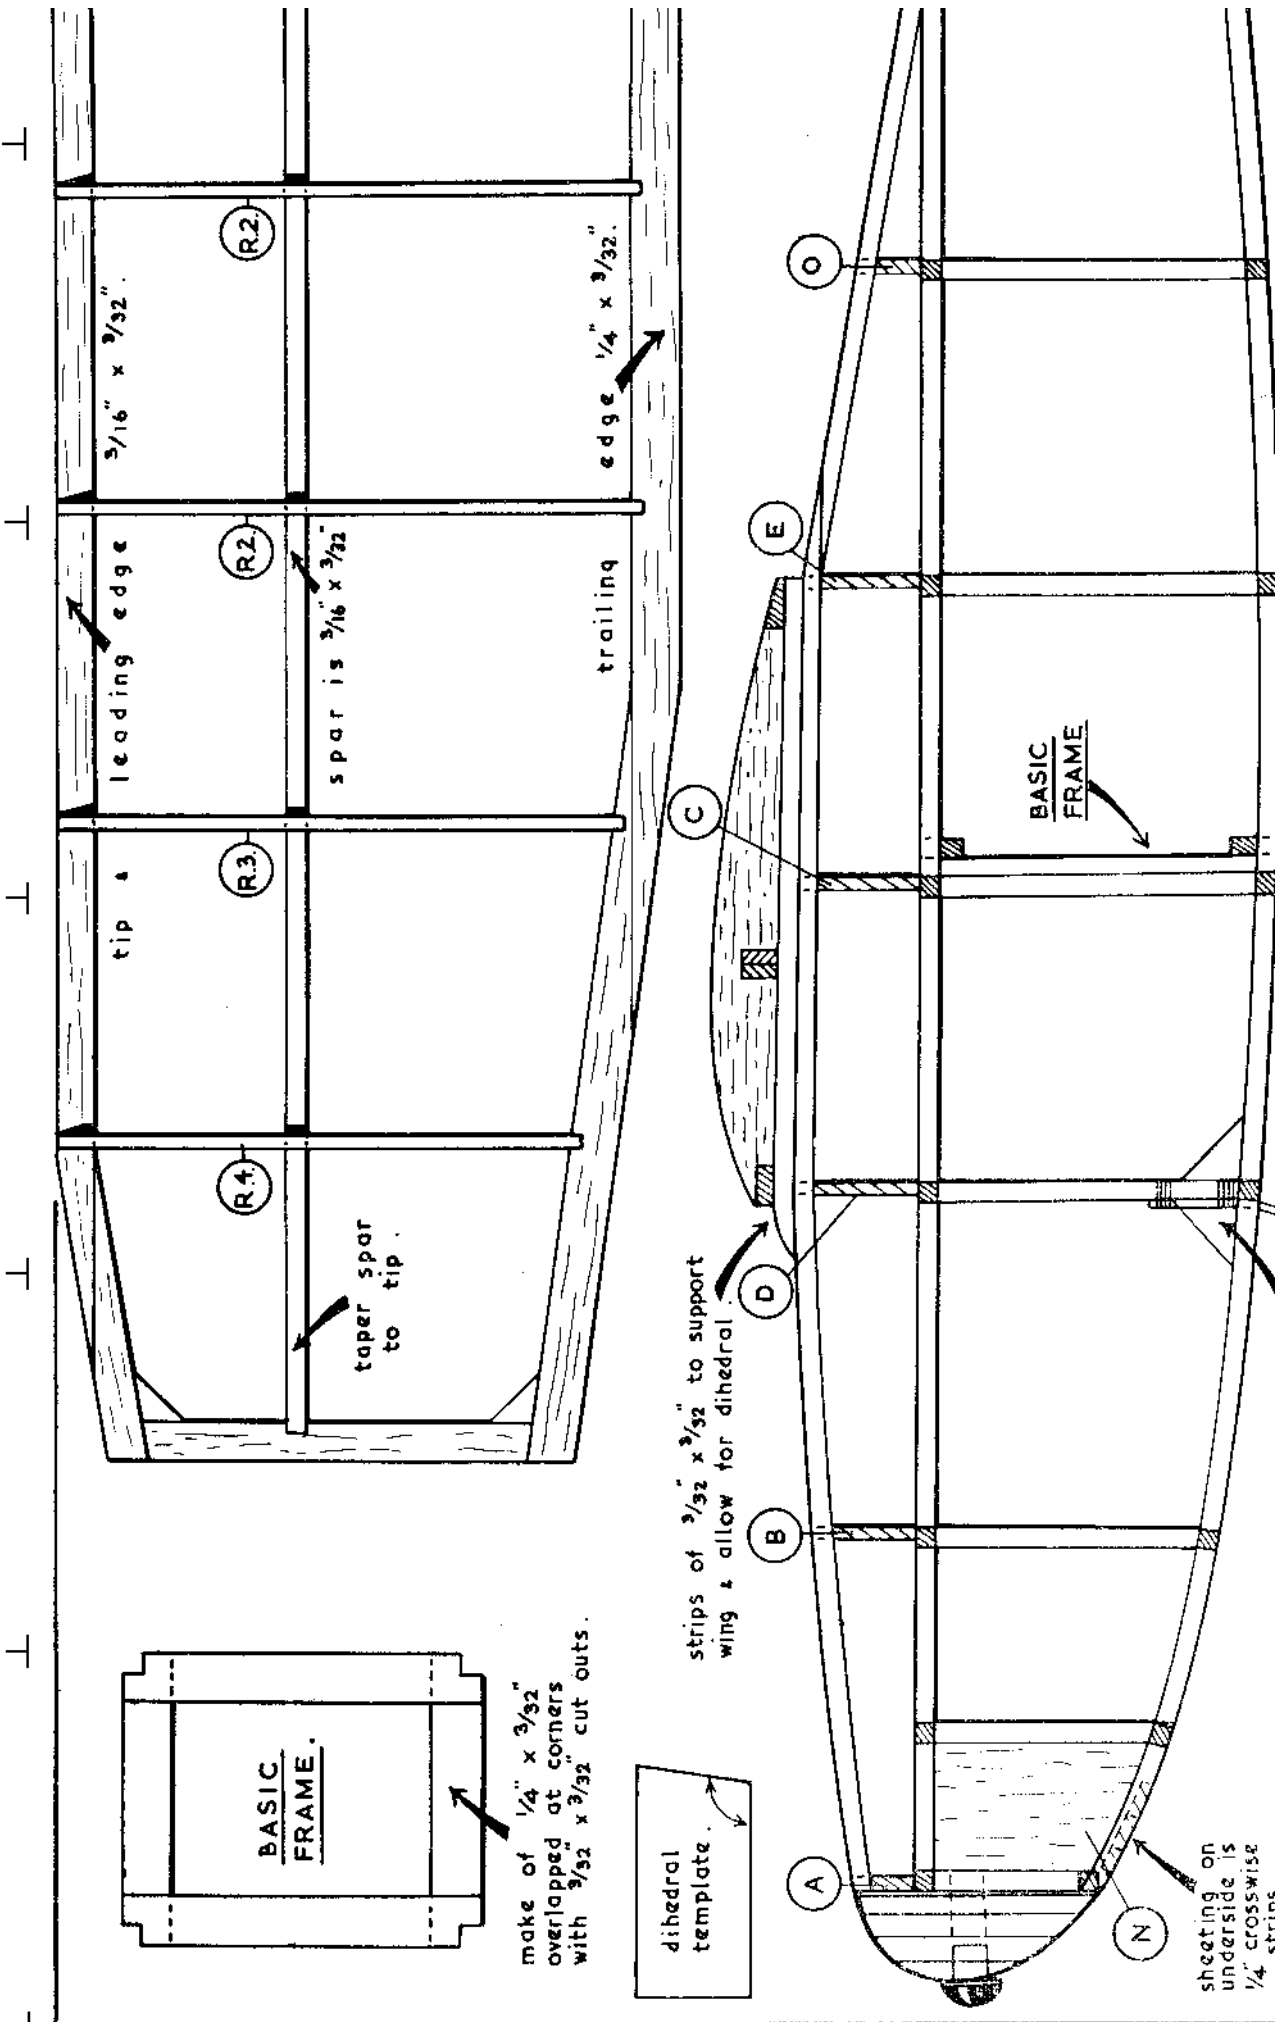 R.2.
R.2.
R.3.
R.4.
tip & leading edge 3/16" x 3/32".
spar is 3/16" x 3/32"
trailing edge 1/4" x 3/32".
taper spar
to tip.
BASIC
FRAME.
make of 1/4" x 3/32"
overlapped at corners
with 3/32" x 3/32" cut outs.
dihedral
template.
strips of 3/32" x 3/32" to support
wing & allow for dihedral.
A
B
D
C
E
O
BASIC
FRAME
N
sheeting on
underside is
1/4" crosswise
strips